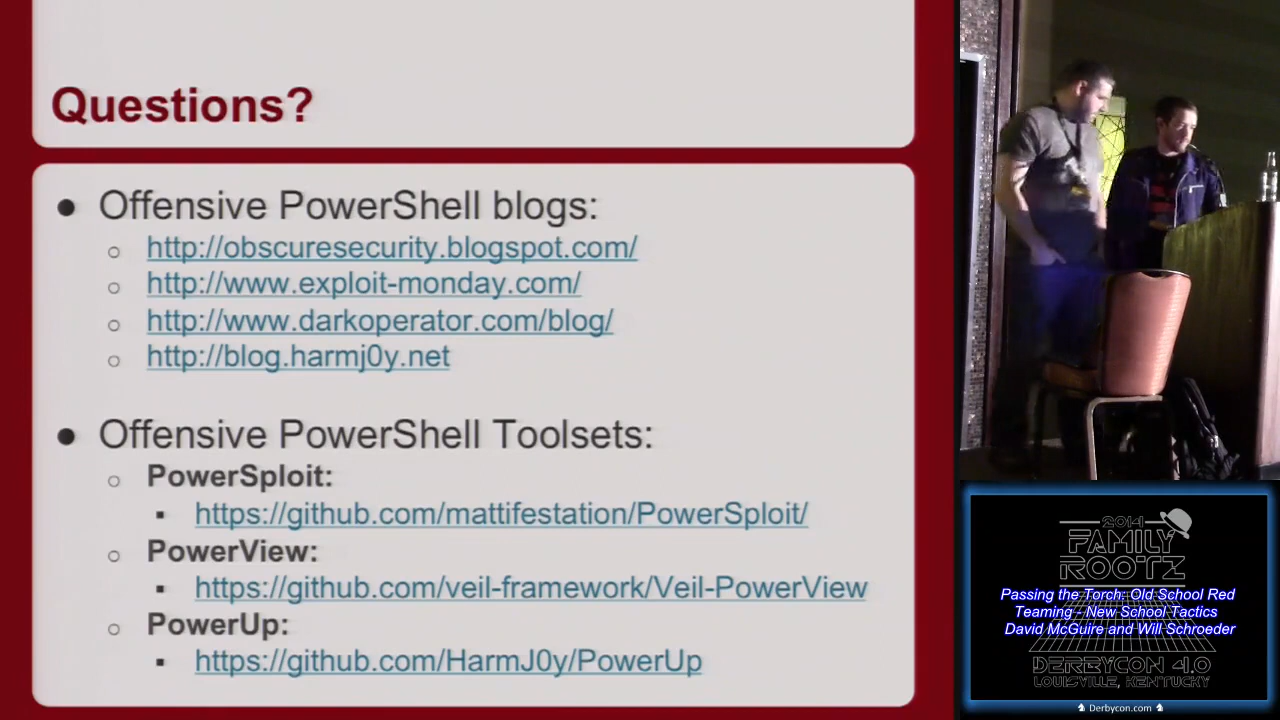 Questions?
● Offensive PowerShell blogs:
○ http://obscuresecurity.blogspot.com/
○ http://www.exploit-monday.com/
○ http://www.darkoperator.com/blog/
○ http://blog.harmj0y.net
● Offensive PowerShell Toolsets:
○ PowerSploit:
▪ https://github.com/mattifestation/PowerSploit/
○ PowerView:
▪ https://github.com/veil-framework/Veil-PowerView
○ PowerUp:
▪ https://github.com/HarmJ0y/PowerUp
2014
FAMILY
ROOTZ
Passing the Torch: Old School Red
Teaming - New School Tactics
David McGuire and Will Schroeder
DERBYCON 4.0
LOUISVILLE, KENTUCKY
Derbycon.com